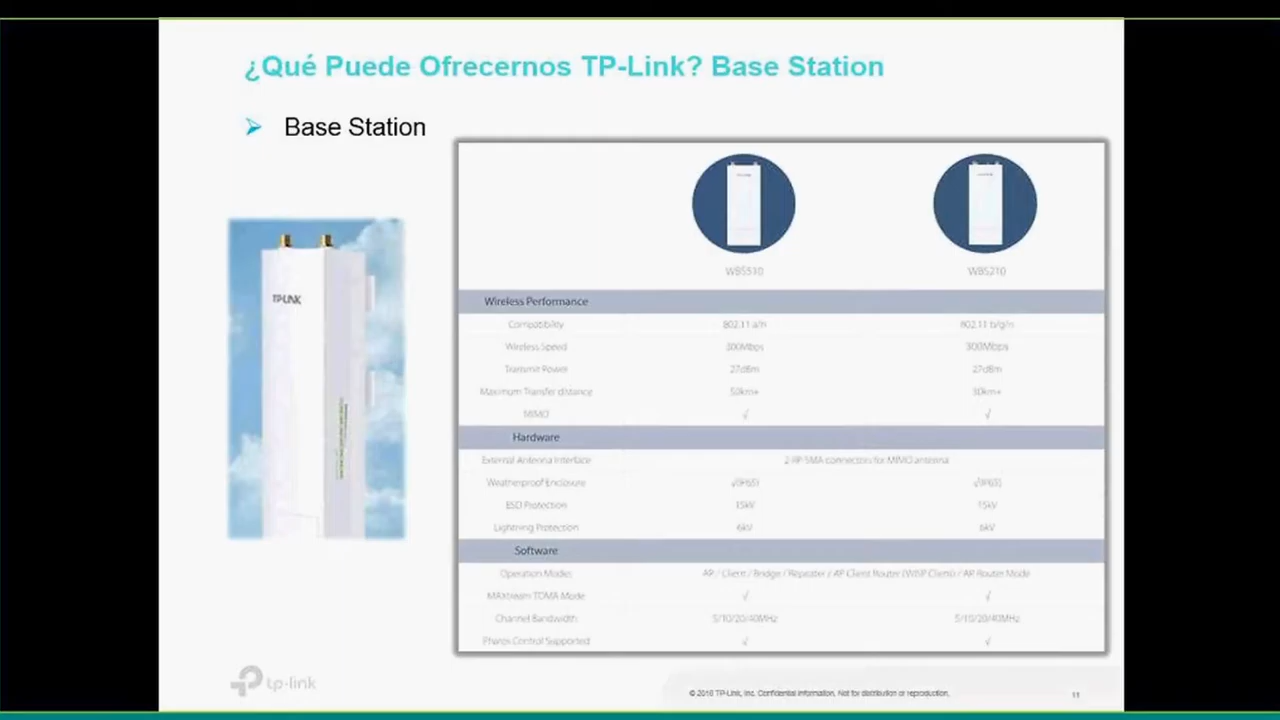 ¿Qué Puede Ofrecernos TP-Link? Base Station
Base Station
TP-LINK
WBS510 WBS210
Wireless Performance
Compatibility 802.11 a/n 802.11 b/g/n
Wireless Speed 300Mbps 300Mbps
Transmit Power 27dBm 27dBm
Maximum Transfer distance 50km+
MIMO √ √
Hardware
External Antenna Interface 2 RP-SMA connectors for MIMO antenna
Weatherproof Enclosure √(IP65) √(IP65)
ESD Protection 15kV 15kV
Lightning Protection 6kV 6kV
Software
Operation Modes AP / Client / Bridge / Repeater / AP Client Router (WISP Client) / AP Router Mode
MAXtream TDMA Mode √ √
Channel Bandwidth 5/10/20/40MHz 5/10/20/40MHz
Pharos Control Supported √ √
tp-link
© 2016 TP-Link, Inc. Confidential Information. Not for distribution or reproduction.
11